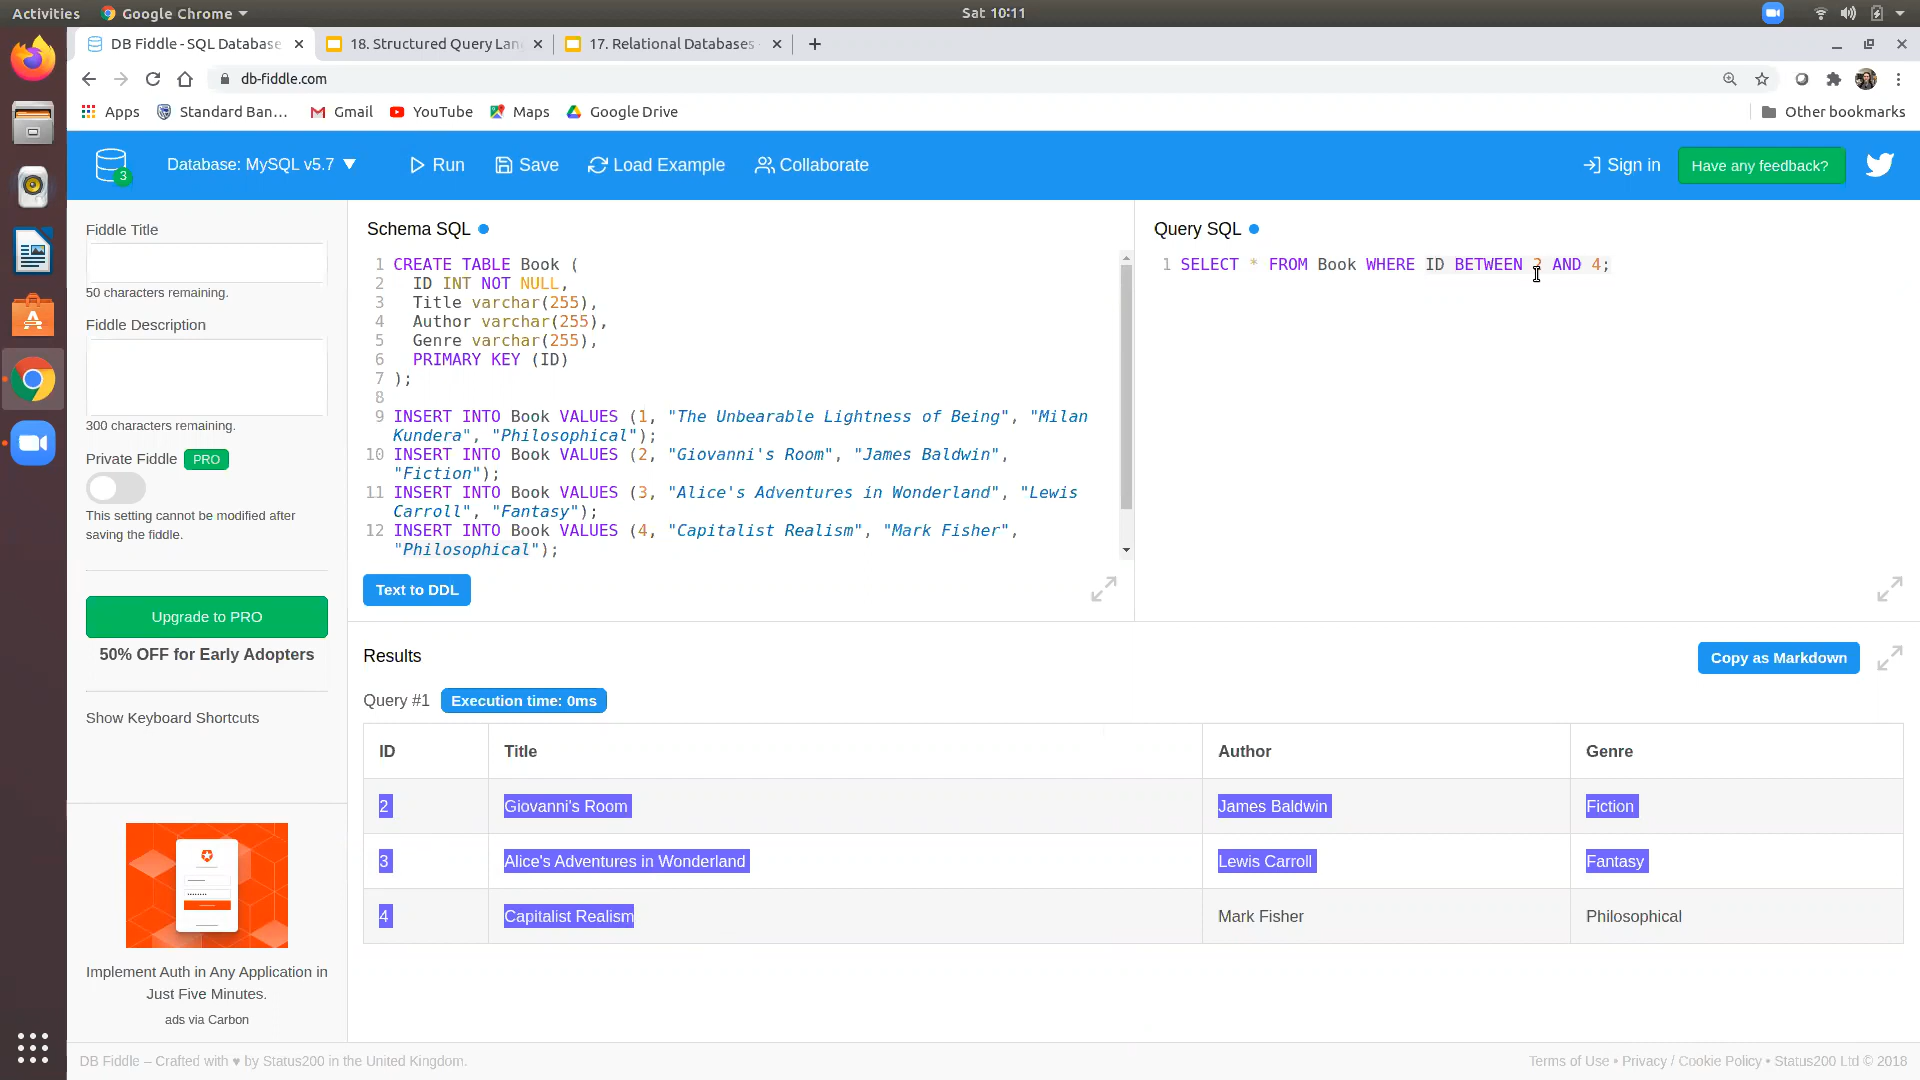 Activities Google Chrome Sat 10:11
DB Fiddle - SQL Database 18. Structured Query Lan 17. Relational Databases
db-fiddle.com
Apps Standard Ban... Gmail YouTube Maps Google Drive Other bookmarks
3 Database: MySQL v5.7 Run Save Load Example Collaborate Sign in Have any feedback?
Fiddle Title
50 characters remaining.
Fiddle Description
300 characters remaining.
Private Fiddle PRO
This setting cannot be modified after
saving the fiddle.
Upgrade to PRO
50% OFF for Early Adopters
Show Keyboard Shortcuts
Implement Auth in Any Application in
Just Five Minutes.
ads via Carbon
Schema SQL
1 CREATE TABLE Book (
2 ID INT NOT NULL,
3 Title varchar(255),
4 Author varchar(255),
5 Genre varchar(255),
6 PRIMARY KEY (ID)
7 );
8
9 INSERT INTO Book VALUES (1, "The Unbearable Lightness of Being", "Milan
Kundera", "Philosophical");
10 INSERT INTO Book VALUES (2, "Giovanni's Room", "James Baldwin",
"Fiction");
11 INSERT INTO Book VALUES (3, "Alice's Adventures in Wonderland", "Lewis
Carroll", "Fantasy");
12 INSERT INTO Book VALUES (4, "Capitalist Realism", "Mark Fisher",
"Philosophical");
Text to DDL
Query SQL
1 SELECT * FROM Book WHERE ID BETWEEN 2 AND 4;
Results
Copy as Markdown
Query #1 Execution time: 0ms
ID Title Author Genre
2 Giovanni's Room James Baldwin Fiction
3 Alice's Adventures in Wonderland Lewis Carroll Fantasy
4 Capitalist Realism Mark Fisher Philosophical
DB Fiddle – Crafted with ♥ by Status200 in the United Kingdom.
Terms of Use • Privacy / Cookie Policy • Status200 Ltd © 2018